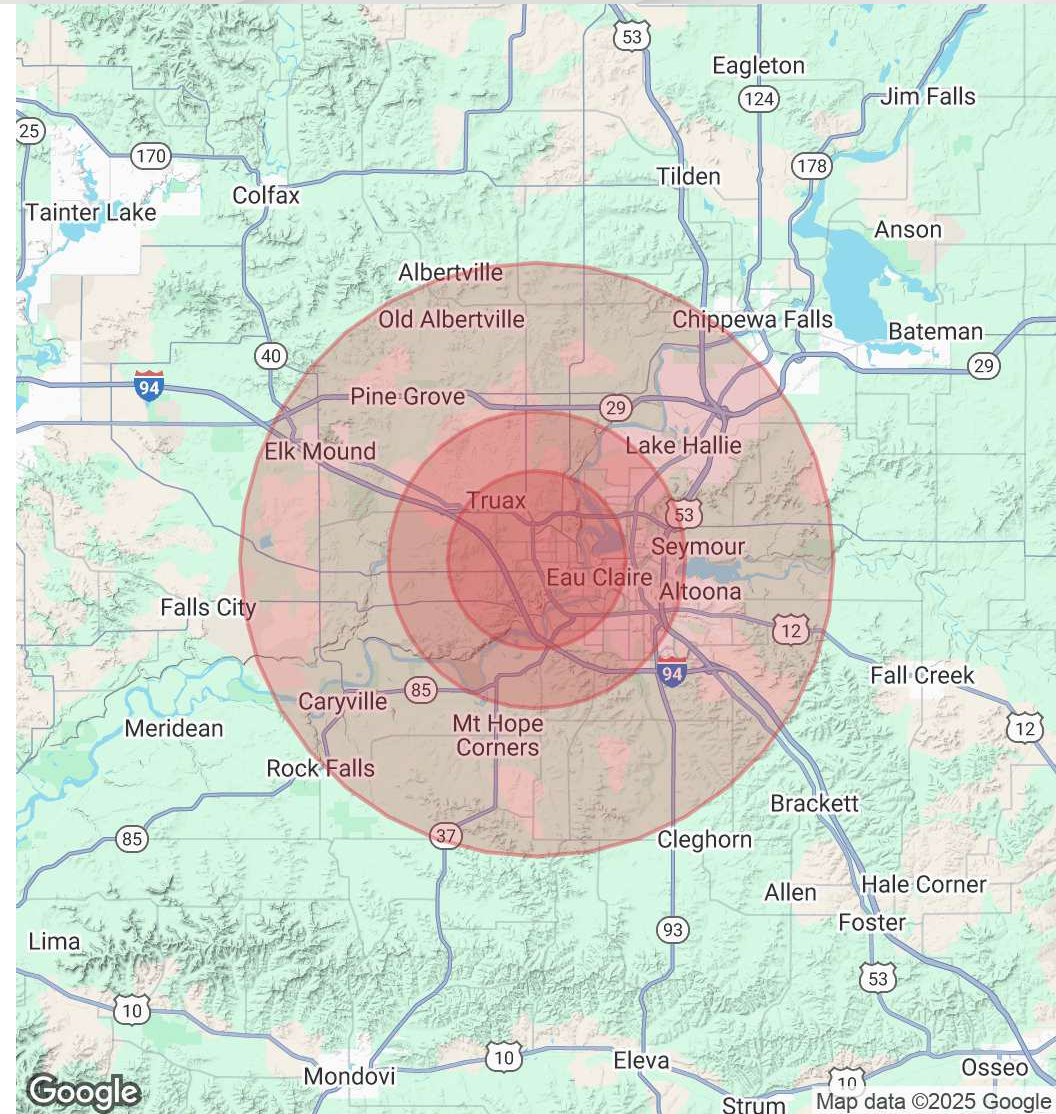 53
Eagleton
124
Jim Falls
25
170
178
Tilden
Colfax
Tainter Lake
Anson
Albertville
Old Albertville
Chippewa Falls
Bateman
40
29
94
Pine Grove
29
Lake Hallie
Elk Mound
Truax
53
Seymour
Eau Claire
Altoona
Falls City
12
94
Fall Creek
85
Caryville
Meridean
Mt Hope
Corners
12
Rock Falls
Brackett
85
37
Cleghorn
Allen
Hale Corner
Foster
93
Lima
53
10
10
Eleva
Osseo
Mondovi
10
Google
Strum
Map data ©2025 Google